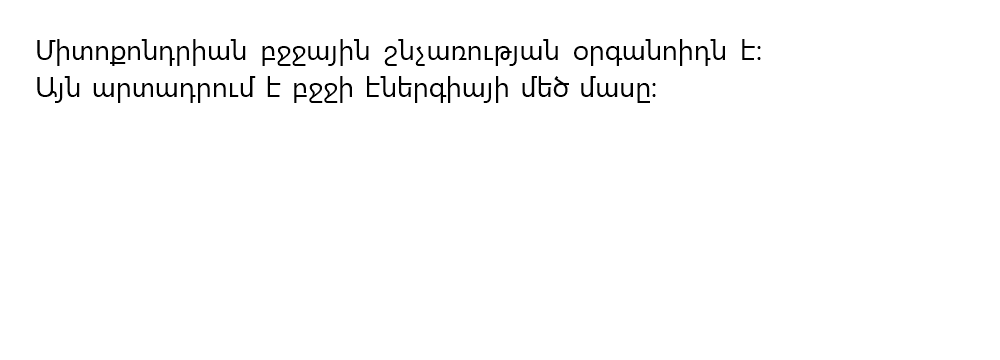 Միտոքոնդրիան բջջային շնչառության օրգանոիդն է։
Այն արտադրում է բջջի էներգիայի մեծ մասը։